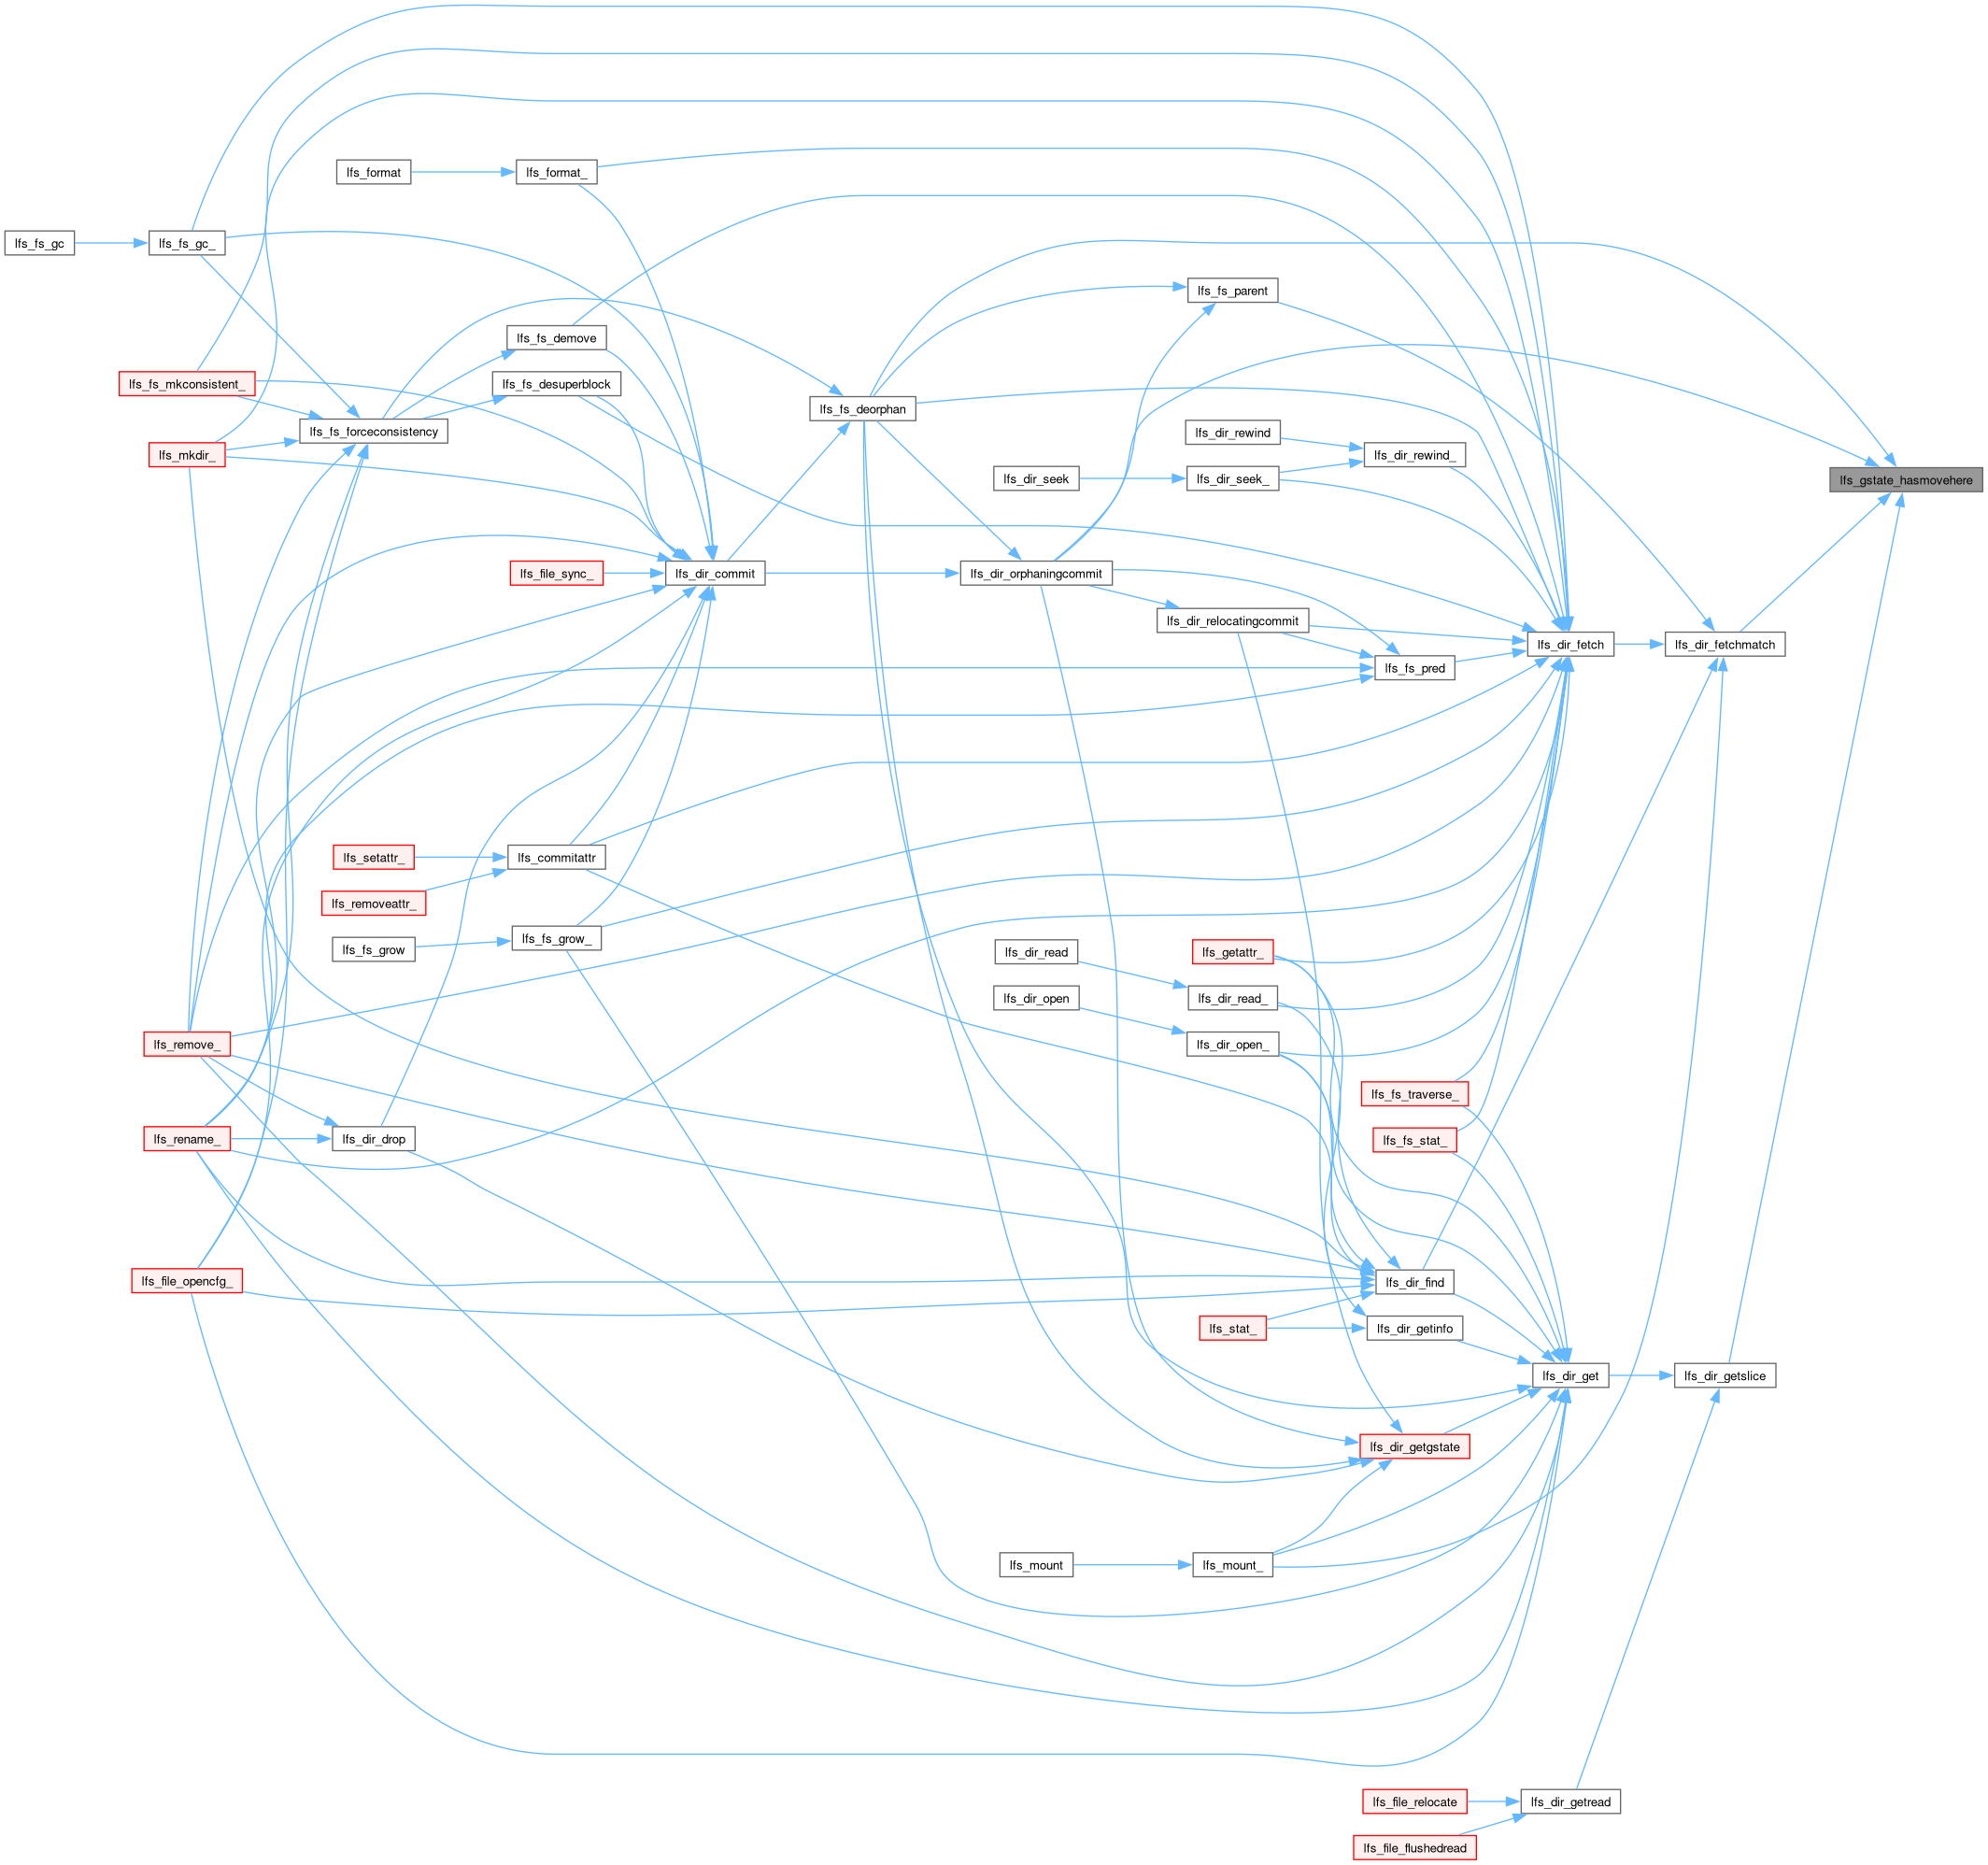 lfs_format
lfs_format_
lfs_fs_gc
lfs_fs_gc_
lfs_fs_parent
lfs_fs_demove
lfs_fs_mkconsistent_
lfs_fs_desuperblock
lfs_fs_deorphan
lfs_fs_forceconsistency
lfs_dir_rewind
lfs_mkdir_
lfs_dir_rewind_
lfs_dir_seek
lfs_dir_seek_
lfs_gstate_hasmovehere
lfs_file_sync_
lfs_dir_commit
lfs_dir_orphaningcommit
lfs_dir_relocatingcommit
lfs_dir_fetch
lfs_dir_fetchmatch
lfs_fs_pred
lfs_setattr_
lfs_commitattr
lfs_removeattr_
lfs_fs_grow
lfs_fs_grow_
lfs_dir_read
lfs_getattr_
lfs_dir_open
lfs_dir_read_
lfs_remove_
lfs_dir_open_
lfs_fs_traverse_
lfs_rename_
lfs_dir_drop
lfs_fs_stat_
lfs_file_opencfg_
lfs_dir_find
lfs_stat_
lfs_dir_getinfo
lfs_dir_get
lfs_dir_getslice
lfs_dir_getgstate
lfs_mount
lfs_mount_
lfs_file_relocate
lfs_dir_getread
lfs_file_flushedread